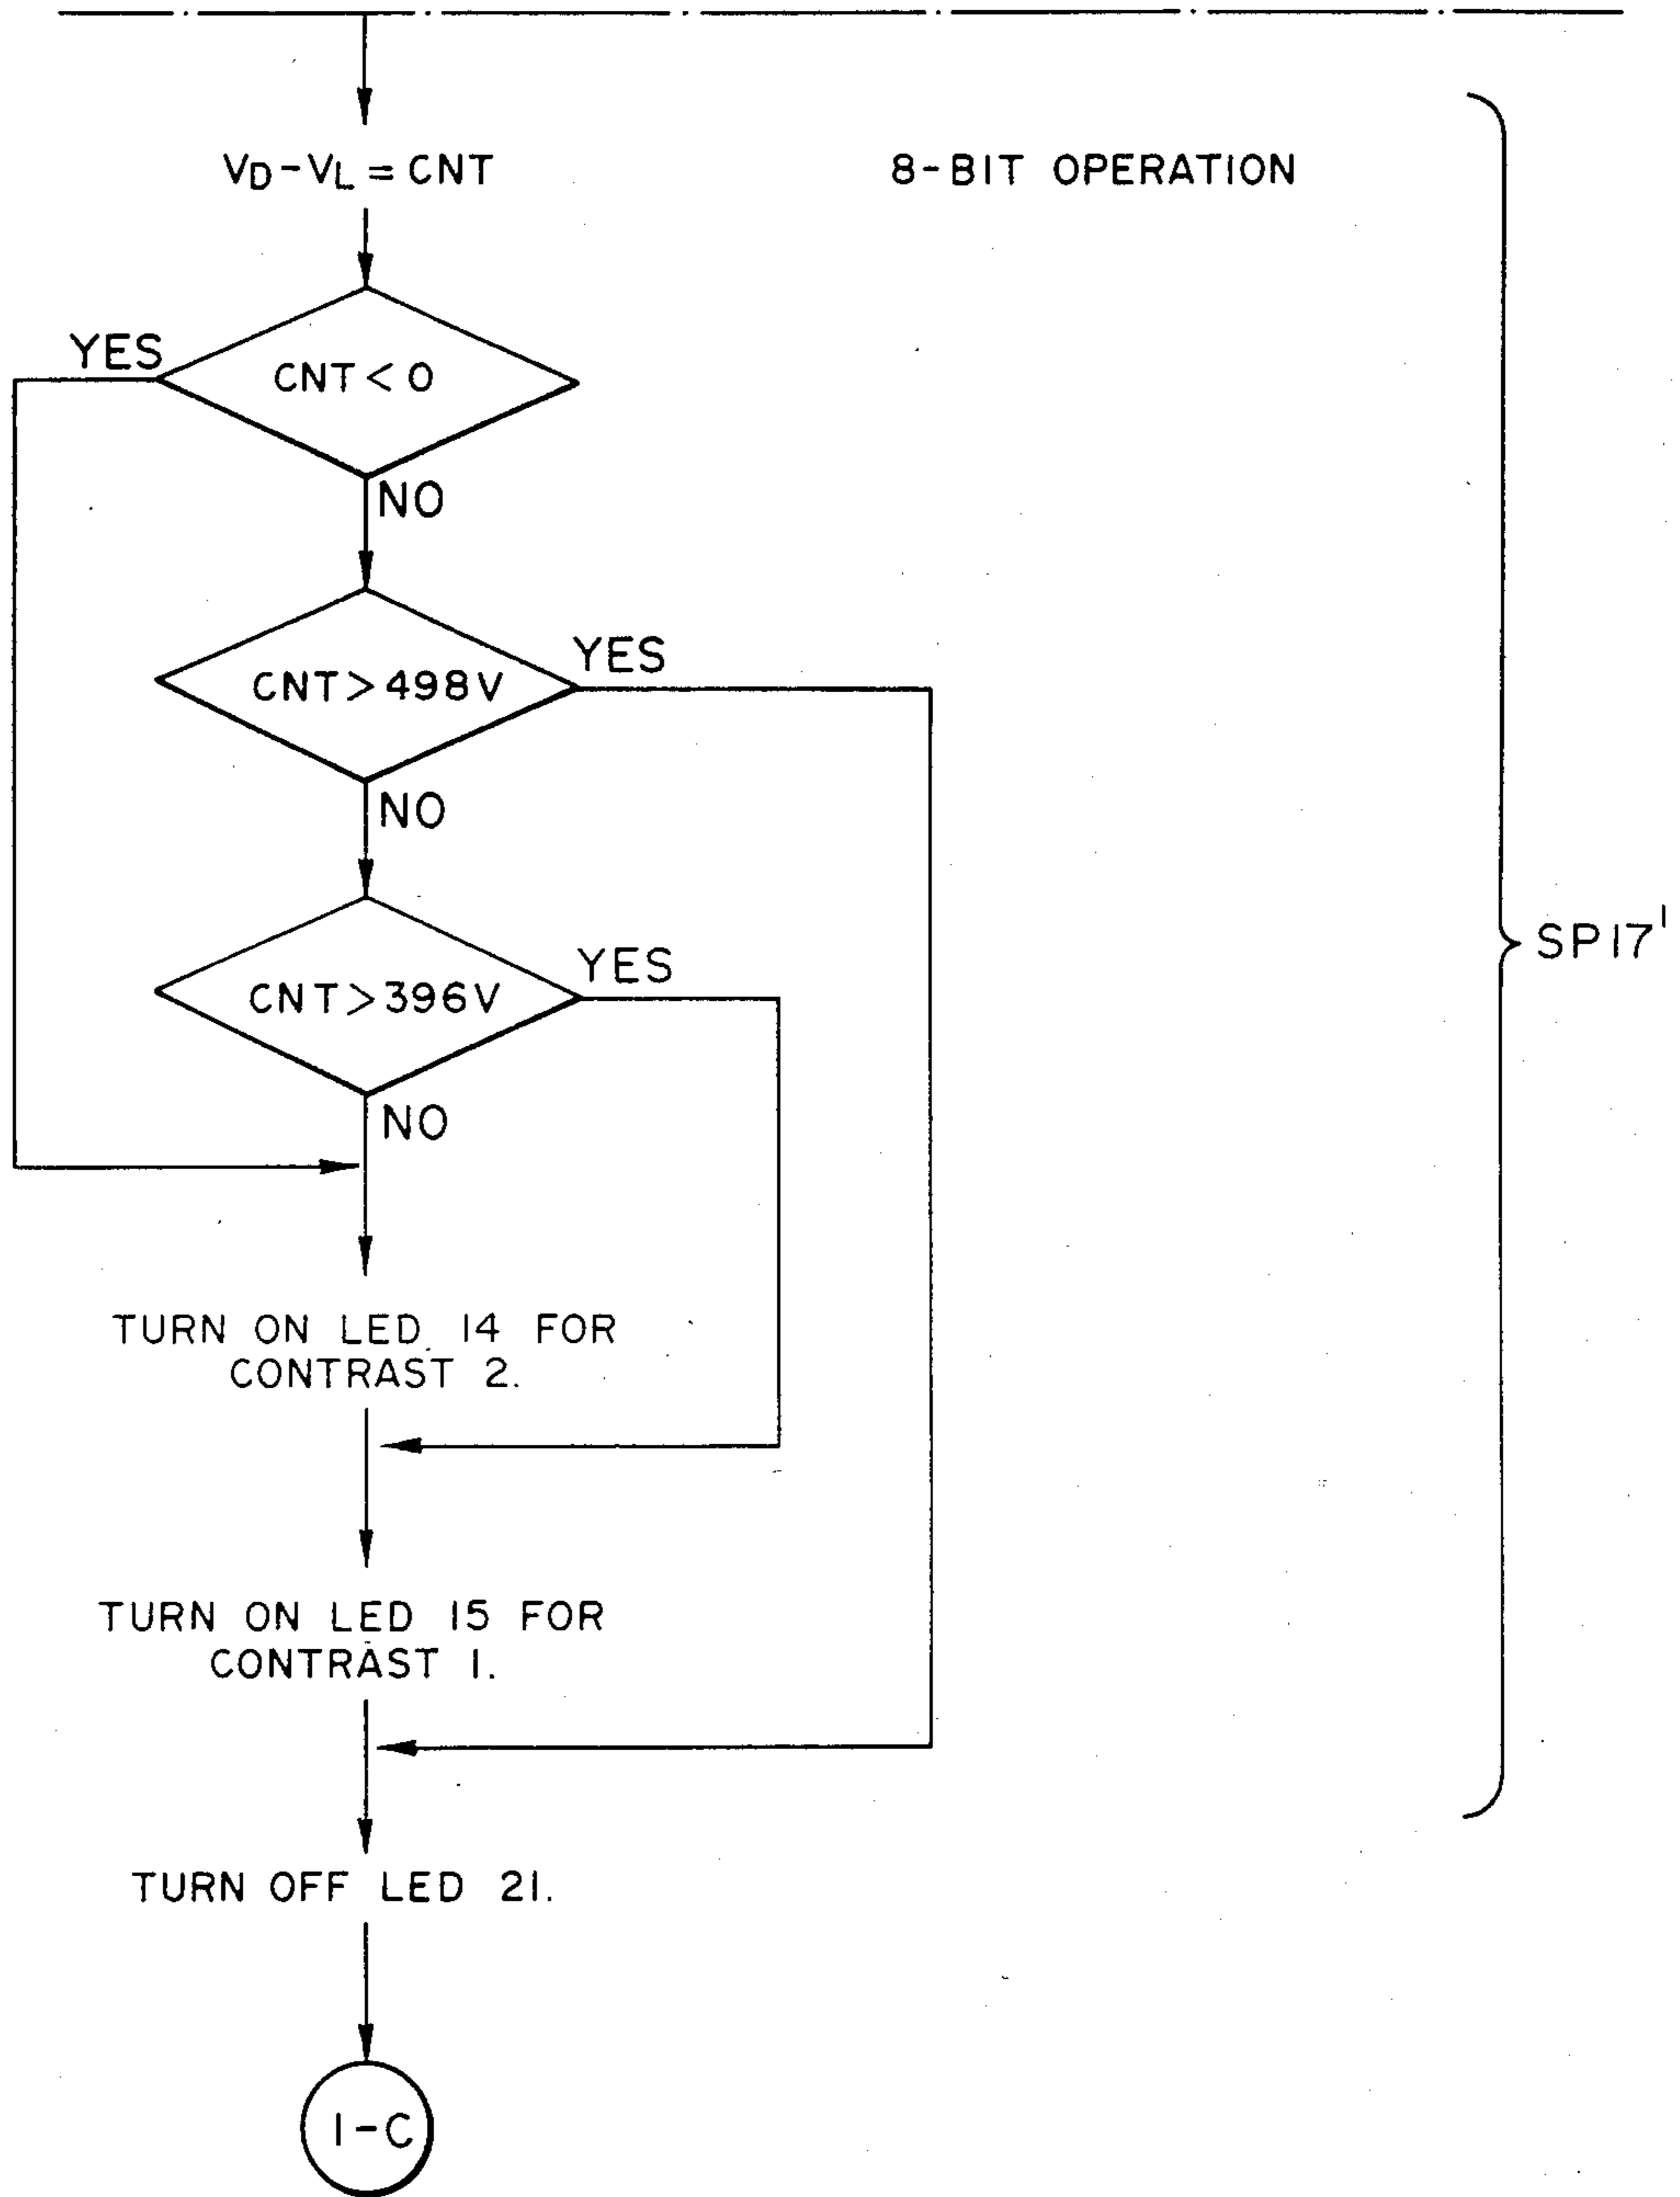 VD-VL = CNT
8-BIT OPERATION
YES
CNT < 0
NO
YES
CNT > 498V
NO
YES
CNT > 396V
NO
SP17'
TURN ON LED 14 FOR
CONTRAST 2.
TURN ON LED 15 FOR
CONTRAST 1.
TURN OFF LED 21.
1-C